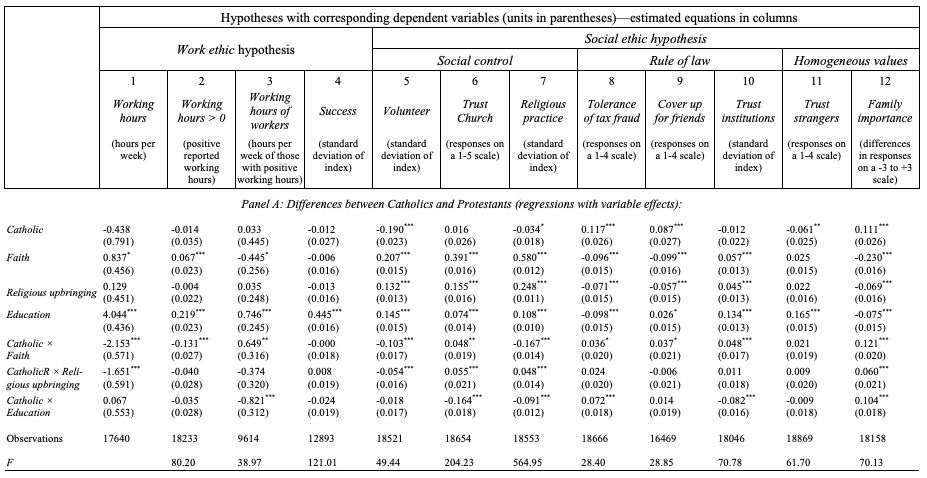 Hypotheses with corresponding dependent variables (units in parentheses)—estimated equations in columns
Work ethic hypothesis
Social ethic hypothesis
Social control Rule of law Homogeneous values
1 2 3 4 5 6 7 8 9 10 11 12
Working hours
Working hours > 0
Working hours of workers
Success
Volunteer
Trust Church
Religious practice
Tolerance of tax fraud
Cover up for friends
Trust institutions
Trust strangers
Family importance
(hours per week)
(positive reported working hours)
(hours per week of those with positive working hours)
(standard deviation of index)
(standard deviation of index)
(responses on a 1-5 scale)
(standard deviation of index)
(responses on a 1-4 scale)
(responses on a 1-4 scale)
(standard deviation of index)
(responses on a 1-4 scale)
(differences in responses on a -3 to +3 scale)
Panel A: Differences between Catholics and Protestants (regressions with variable effects):
Catholic -0.438 -0.014 0.033 -0.012 -0.190*** 0.016 -0.034* 0.117*** 0.087*** -0.012 -0.061** 0.111***
(0.791) (0.035) (0.445) (0.027) (0.023) (0.026) (0.018) (0.026) (0.027) (0.022) (0.025) (0.026)
Faith 0.837* 0.067*** -0.445* -0.006 0.207*** 0.391*** 0.580*** -0.096*** -0.099*** 0.057*** 0.025 -0.230***
(0.456) (0.023) (0.256) (0.016) (0.015) (0.016) (0.012) (0.015) (0.016) (0.013) (0.015) (0.016)
Religious upbringing 0.129 -0.004 0.035 -0.013 0.132*** 0.155*** 0.248*** -0.071*** -0.057*** 0.045*** 0.022 -0.069***
(0.451) (0.022) (0.248) (0.016) (0.013) (0.016) (0.011) (0.015) (0.015) (0.013) (0.016) (0.016)
Education 4.044*** 0.219*** 0.746*** 0.445*** 0.145*** 0.074*** 0.108*** -0.098*** 0.026* 0.134*** 0.165*** -0.075***
(0.436) (0.023) (0.245) (0.016) (0.015) (0.014) (0.010) (0.015) (0.015) (0.013) (0.015) (0.015)
Catholic × -2.153*** -0.131*** 0.649** -0.000 -0.103*** 0.048** -0.167*** 0.036* 0.037* 0.048*** 0.021 0.121***
Faith (0.571) (0.027) (0.316) (0.018) (0.017) (0.019) (0.014) (0.020) (0.021) (0.017) (0.019) (0.020)
CatholicR × Reli- -1.651*** -0.040 -0.374 0.008 -0.054*** 0.055*** 0.048*** 0.024 -0.006 0.011 0.009 0.060***
gious upbringing (0.591) (0.028) (0.320) (0.019) (0.016) (0.021) (0.014) (0.020) (0.021) (0.018) (0.020) (0.021)
Catholic × 0.067 -0.035 -0.821*** -0.024 -0.018 -0.164*** -0.091*** 0.072*** 0.014 -0.082*** -0.009 0.104***
Education (0.553) (0.028) (0.312) (0.019) (0.017) (0.018) (0.012) (0.018) (0.019) (0.016) (0.018) (0.018)
Observations 17640 18233 9614 12893 18521 18654 18553 18666 16469 18046 18869 18158
F 80.20 38.97 121.01 49.44 204.23 564.95 28.40 28.85 70.78 61.70 70.13